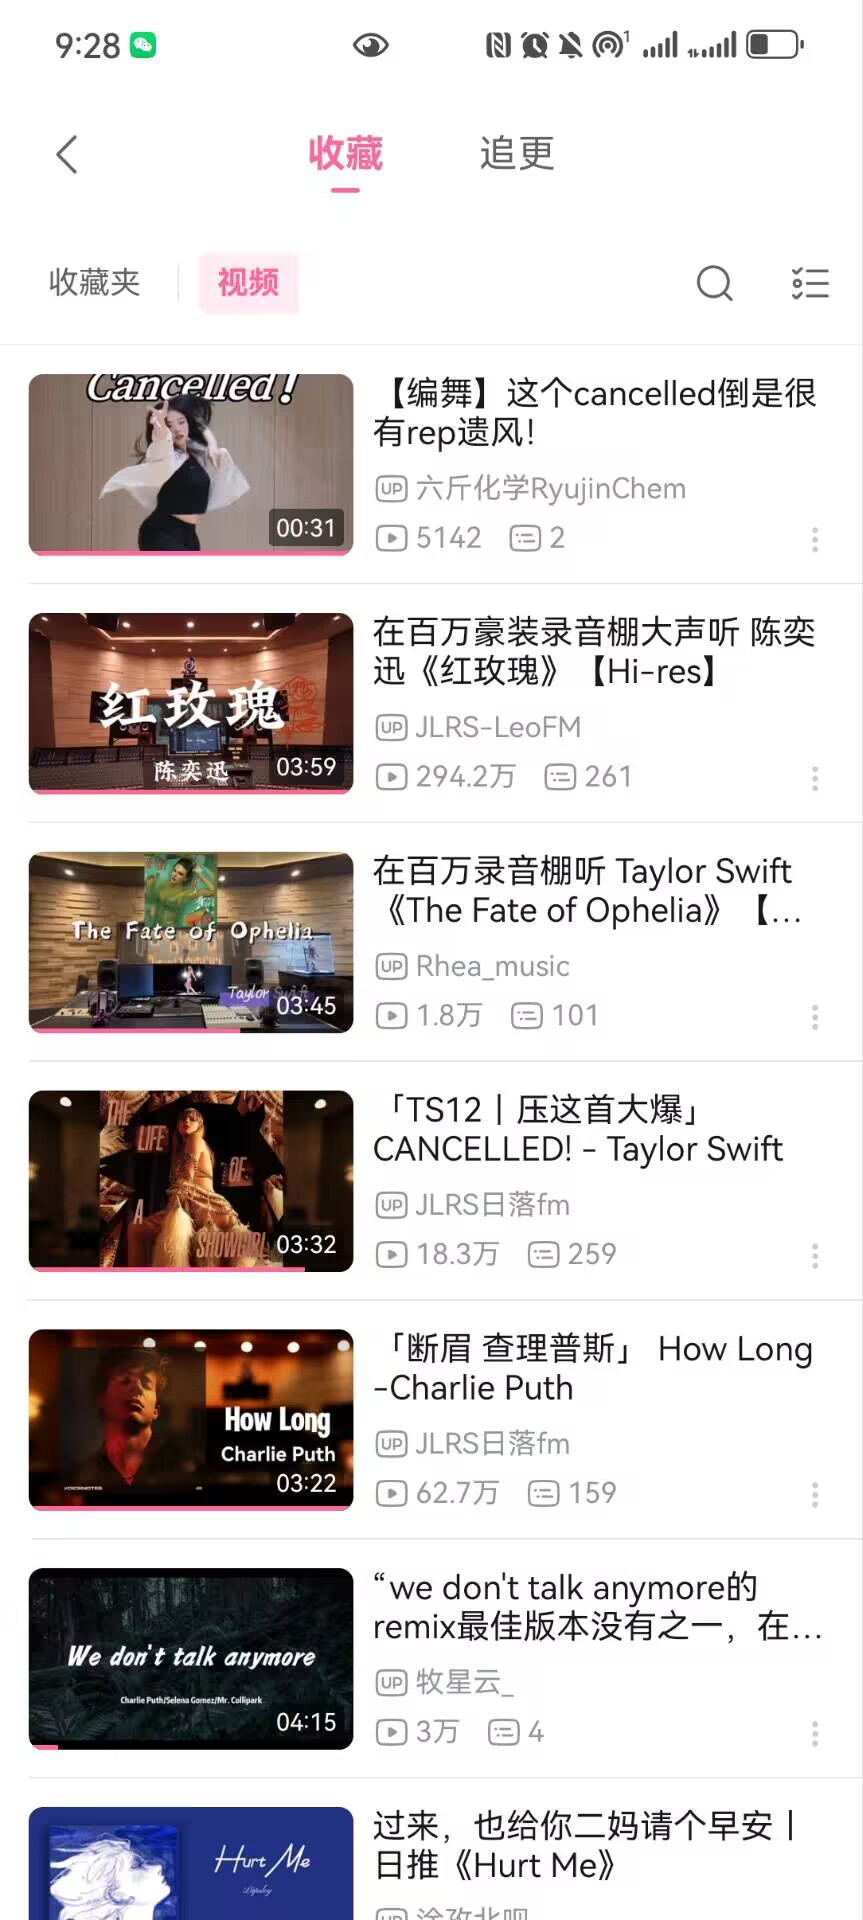 9:28
收藏
追更
收藏夹
视频
Cancelled!
00:31
【编舞】这个cancelled倒是很
有rep遗风！
UP 六斤化学RyujinChem
5142 2
红玫瑰
陈奕迅
03:59
在百万豪装录音棚大声听 陈奕
迅《红玫瑰》【Hi-res】
UP JLRS-LeoFM
294.2万 261
The Fate of Ophelia
Taylor Swift
03:45
在百万录音棚听 Taylor Swift
《The Fate of Ophelia》【...
UP Rhea_music
1.8万 101
THE
LIFE
OF
A
SHOWGIRL
03:32
「TS12丨压这首大爆」
CANCELLED! - Taylor Swift
UP JLRS日落fm
18.3万 259
How Long
Charlie Puth
VOICENOTES
03:22
「断眉 查理普斯」 How Long
-Charlie Puth
UP JLRS日落fm
62.7万 159
We don't talk anymore
Charlie Puth/Selena Gomez/Mr. Collipark
04:15
“we don't talk anymore的
remix最佳版本没有之一，在...
UP 牧星云_
3万 4
Hurt Me
过来，也给你二妈请个早安丨
日推《Hurt Me》